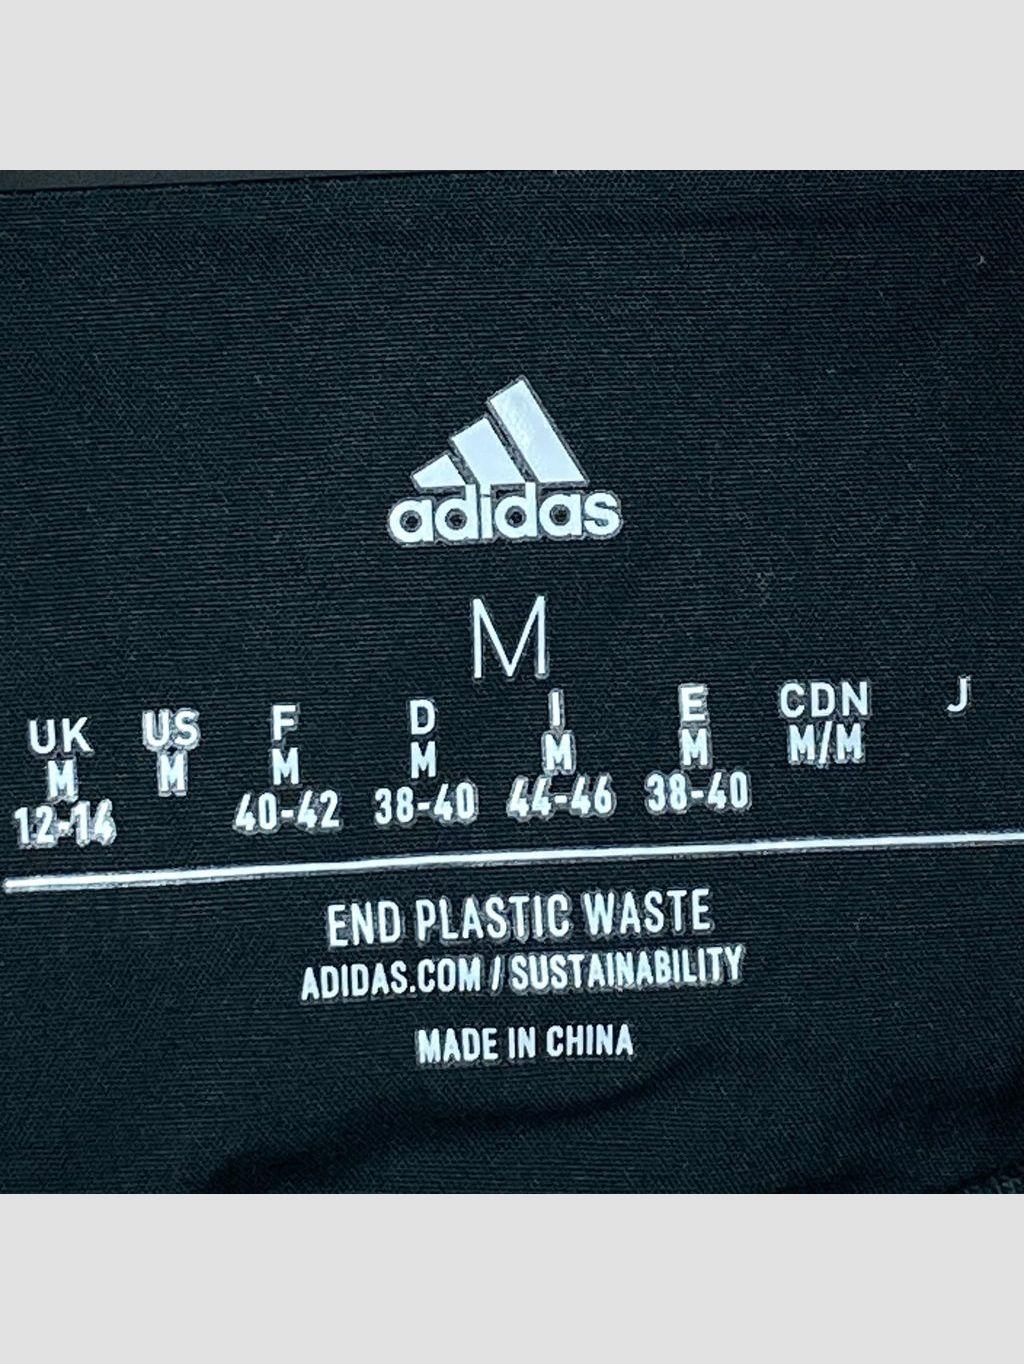 adidas
M
UK US F D I E CDN J
M M M M M M M/M
12-14 40-42 38-40 44-46 38-40
END PLASTIC WASTE
ADIDAS.COM / SUSTAINABILITY
MADE IN CHINA